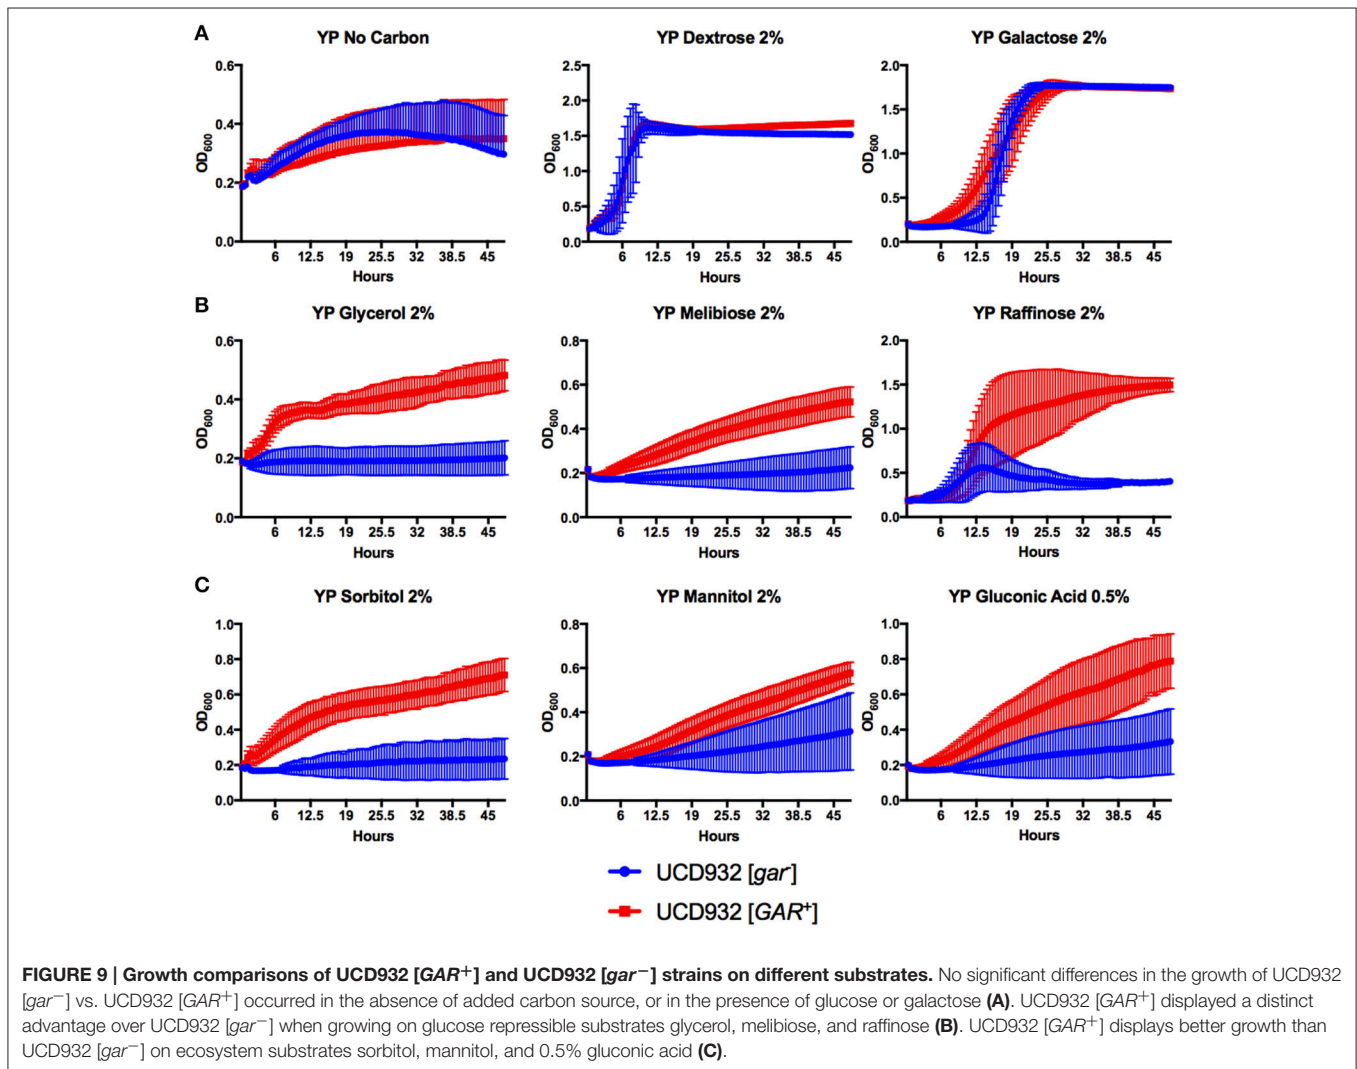 A
YP No Carbon
YP Dextrose 2%
YP Galactose 2%
0.6
0.4
0.2
0.0
OD600
6 12.5 19 25.5 32 38.5 45
Hours
2.5
2.0
1.5
1.0
0.5
0.0
OD600
6 12.5 19 25.5 32 38.5 45
Hours
2.0
1.5
1.0
0.5
0.0
OD600
6 12.5 19 25.5 32 38.5 45
Hours
B
YP Glycerol 2%
YP Melibiose 2%
YP Raffinose 2%
0.6
0.4
0.2
0.0
OD600
6 12.5 19 25.5 32 38.5 45
Hours
0.8
0.6
0.4
0.2
0.0
OD600
6 12.5 19 25.5 32 38.5 45
Hours
2.0
1.5
1.0
0.5
0.0
OD600
6 12.5 19 25.5 32 38.5 45
Hours
C
YP Sorbitol 2%
YP Mannitol 2%
YP Gluconic Acid 0.5%
1.0
0.8
0.6
0.4
0.2
0.0
OD600
6 12.5 19 25.5 32 38.5 45
Hours
0.8
0.6
0.4
0.2
0.0
OD600
6 12.5 19 25.5 32 38.5 45
Hours
1.0
0.8
0.6
0.4
0.2
0.0
OD600
6 12.5 19 25.5 32 38.5 45
Hours
UCD932 [gar-]
UCD932 [GAR+]
FIGURE 9 | Growth comparisons of UCD932 [GAR+] and UCD932 [gar−] strains on different substrates. No significant differences in the growth of UCD932
[gar−] vs. UCD932 [GAR+] occurred in the absence of added carbon source, or in the presence of glucose or galactose (A). UCD932 [GAR+] displayed a distinct
advantage over UCD932 [gar−] when growing on glucose repressible substrates glycerol, melibiose, and raffinose (B). UCD932 [GAR+] displays better growth than
UCD932 [gar−] on ecosystem substrates sorbitol, mannitol, and 0.5% gluconic acid (C).